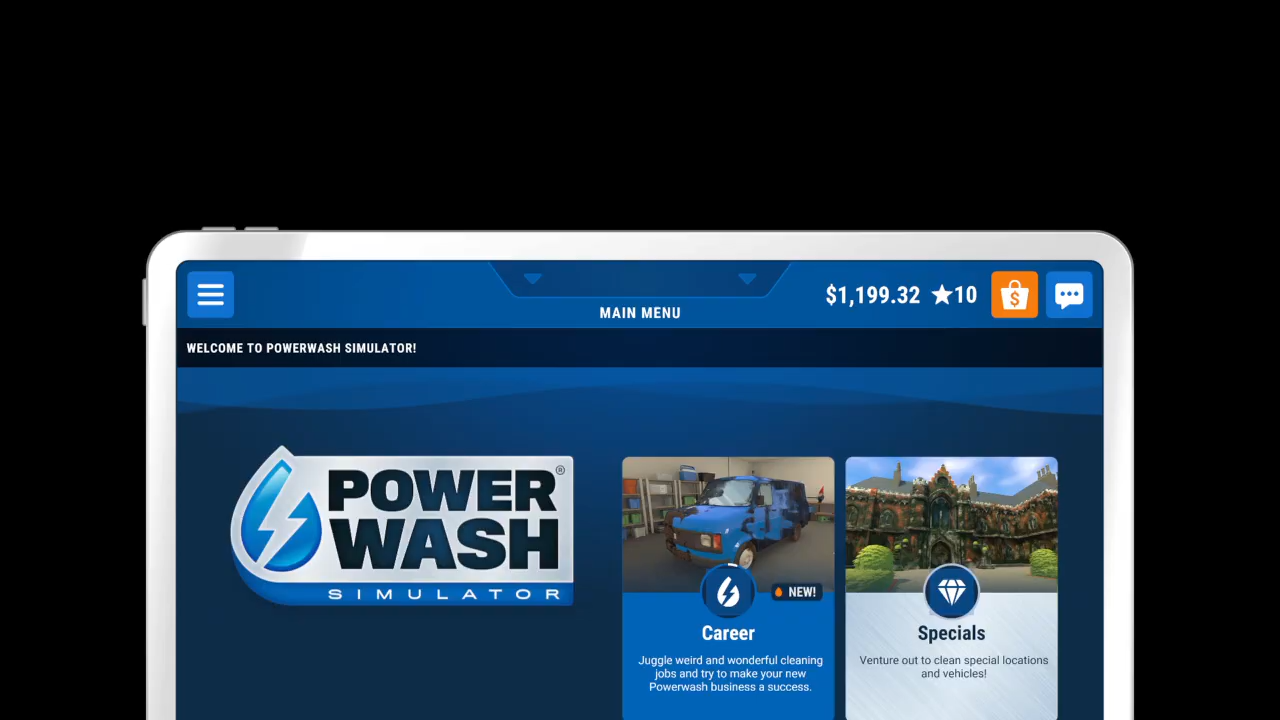 $1,199.32 ★10
MAIN MENU
WELCOME TO POWERWASH SIMULATOR!
POWER®
WASH
SIMULATOR
NEW!
Career
Juggle weird and wonderful cleaning
jobs and try to make your new
Powerwash business a success.
Specials
Venture out to clean special locations
and vehicles!